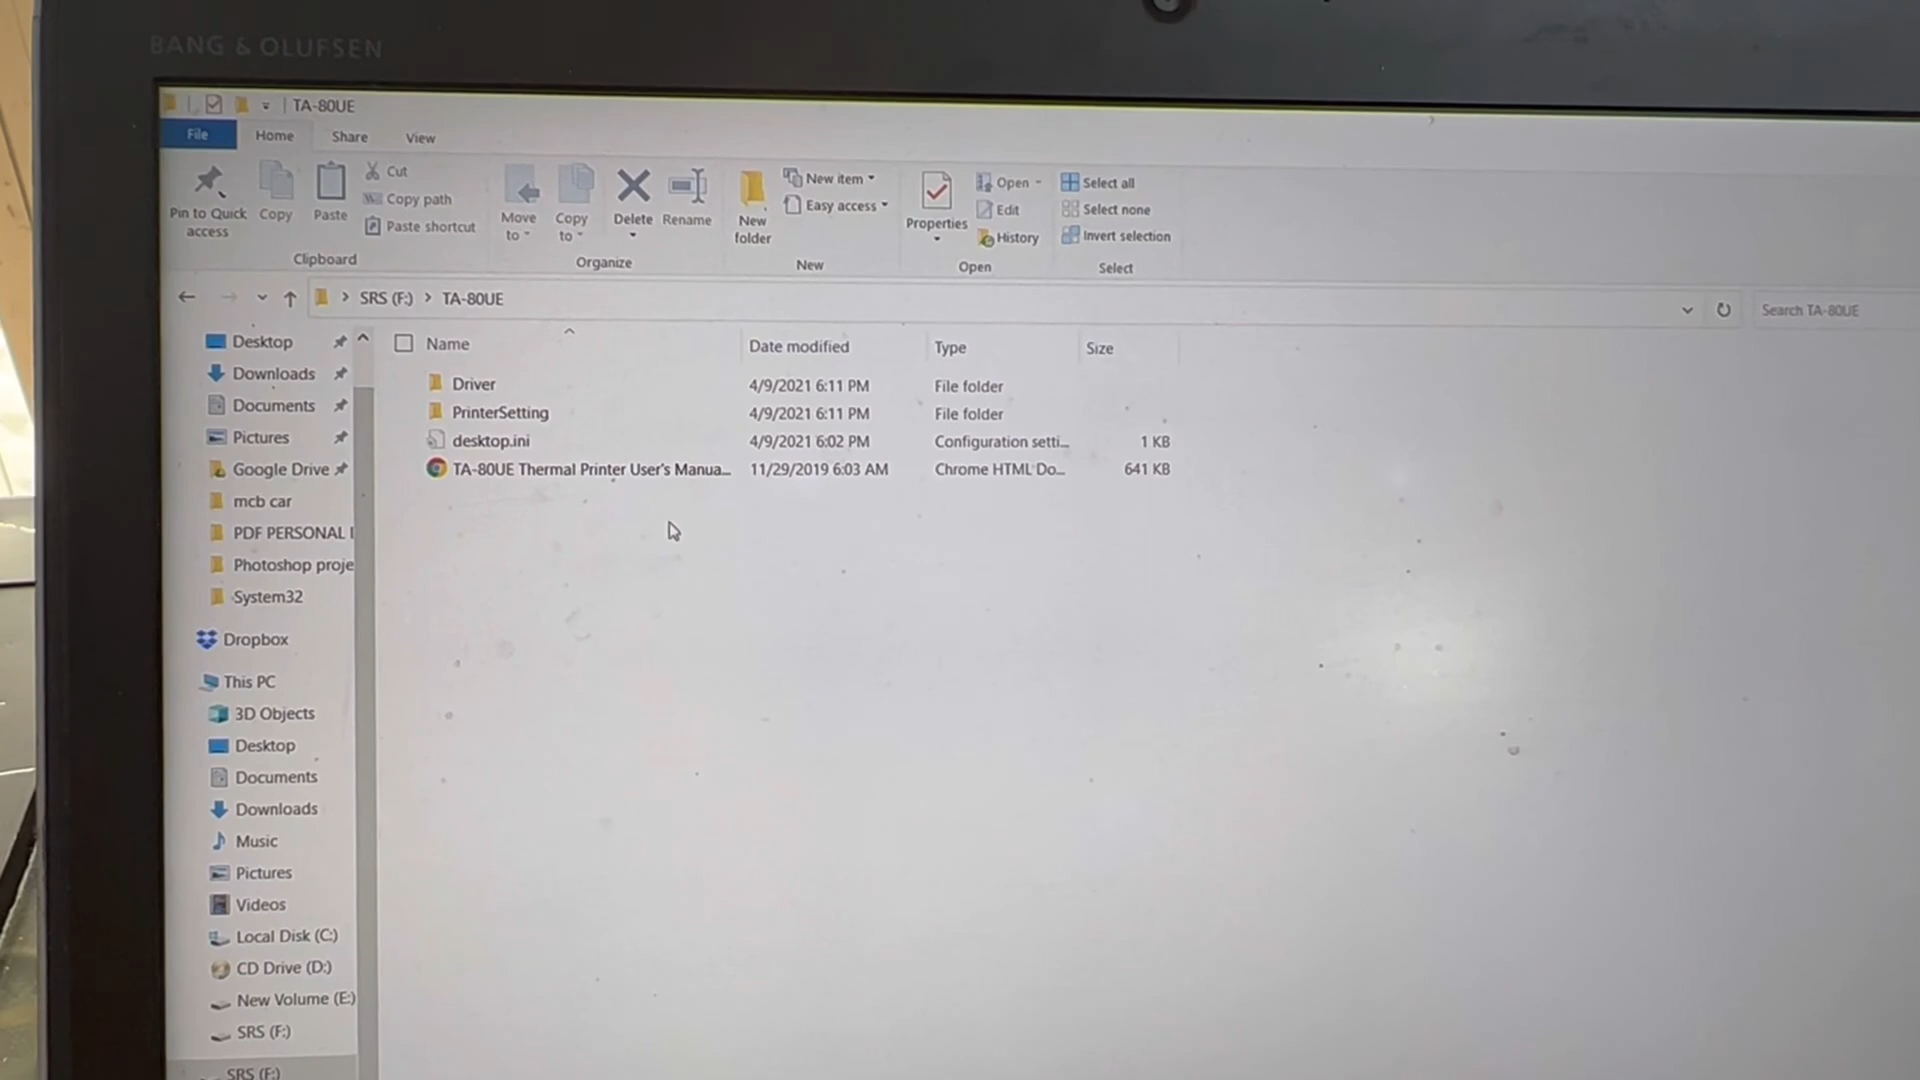 BANG & OLUFSEN
TA-80UE
File Home Share View
Pin to Quick access
Copy
Paste
Cut
Copy path
Paste shortcut
Clipboard
Move to
Copy to
Delete
Rename
Organize
New folder
New item
Easy access
New
Properties
Open
Edit
History
Open
Select all
Select none
Invert selection
Select
SRS (F:) > TA-80UE
Search TA-80UE
Name Date modified Type Size
Driver 4/9/2021 6:11 PM File folder
PrinterSetting 4/9/2021 6:11 PM File folder
desktop.ini 4/9/2021 6:02 PM Configuration setti... 1 KB
TA-80UE Thermal Printer User's Manua... 11/29/2019 6:03 AM Chrome HTML Do... 641 KB
Desktop
Downloads
Documents
Pictures
Google Drive
mcb car
PDF PERSONAL
Photoshop proje
System32
Dropbox
This PC
3D Objects
Desktop
Documents
Downloads
Music
Pictures
Videos
Local Disk (C:)
CD Drive (D:)
New Volume (E:)
SRS (F:)
SRS (F:)